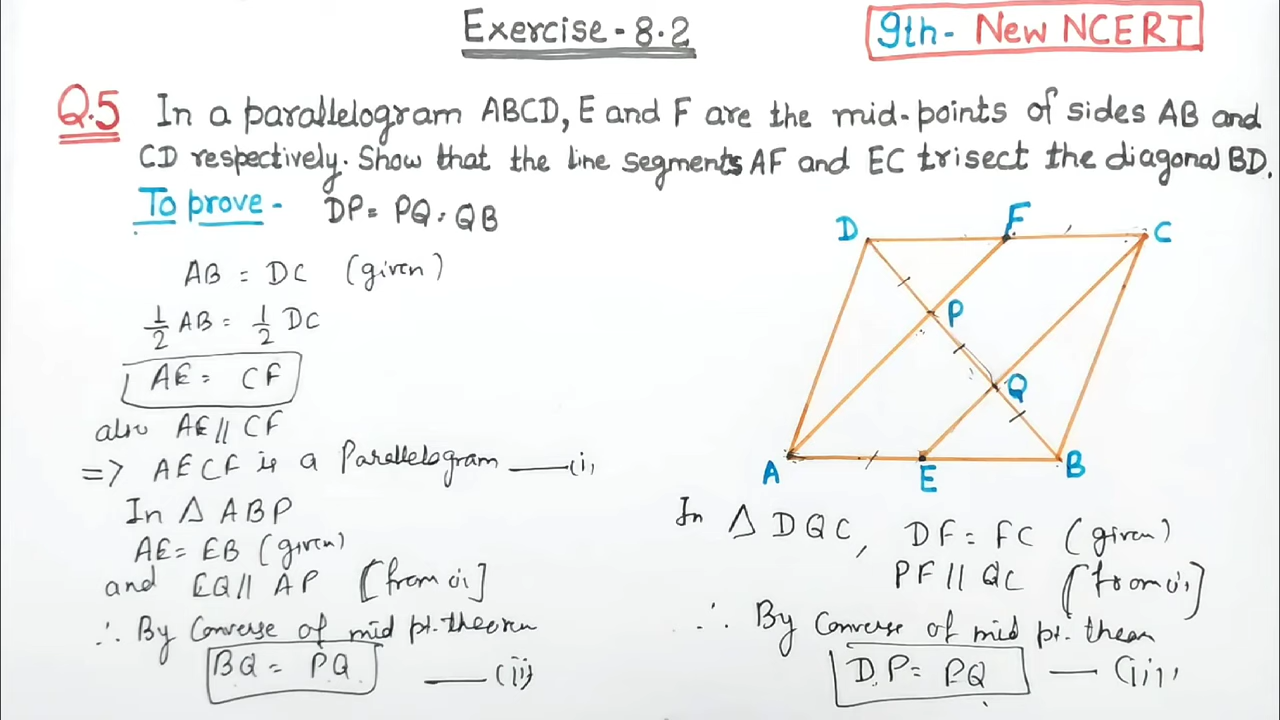 Exercise - 8.2
9th - New NCERT
Q.5 In a parallelogram ABCD, E and F are the mid-points of sides AB and
CD respectively. Show that the line segments AF and EC trisect the diagonal BD.
To prove - DP = PQ = QB
AB = DC (given)
1/2 AB = 1/2 DC
AE = CF
also AE || CF
=> AECF is a Parallelogram —(i)
In Δ ABP
AE = EB (given)
and EQ || AP [from (i)]
∴ By Converse of mid pt. theorem
BQ = PQ —(ii)
D
F
C
P
Q
A
E
B
In Δ DQC, DF = FC (given)
PF || QC [from (i)]
∴ By Converse of mid pt. theom
DP = PQ —(iii)